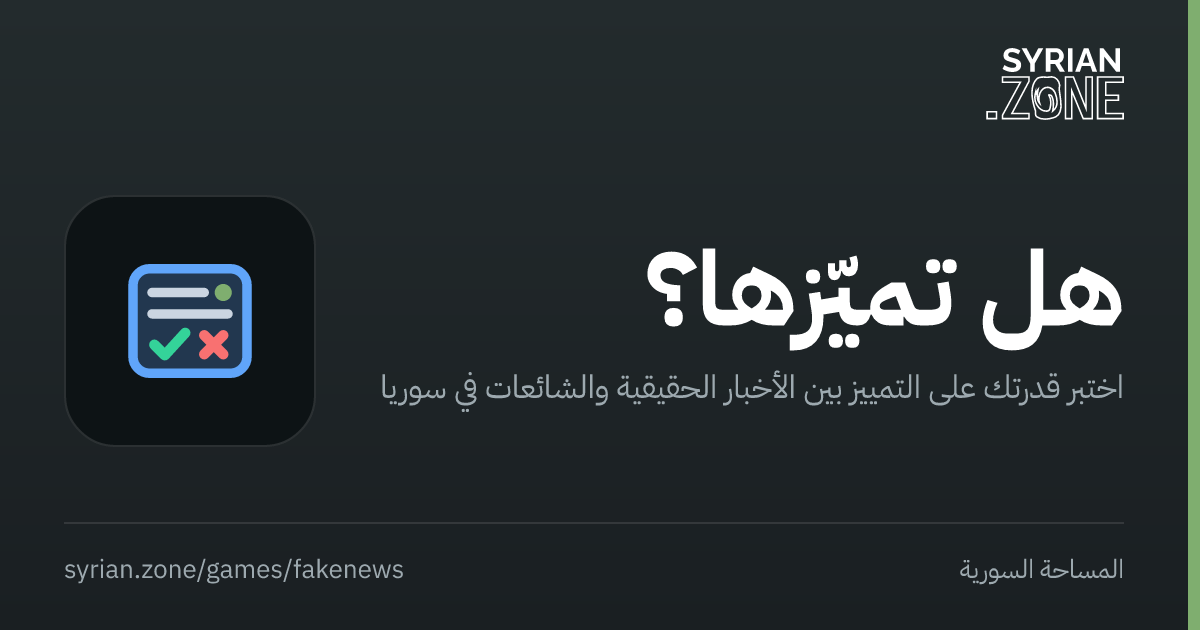 SYRIAN
.ZONE
هل تميّزها؟
اختبر قدرتك على التمييز بين الأخبار الحقيقية والشائعات في سوريا
المساحة السورية
syrian.zone/games/fakenews